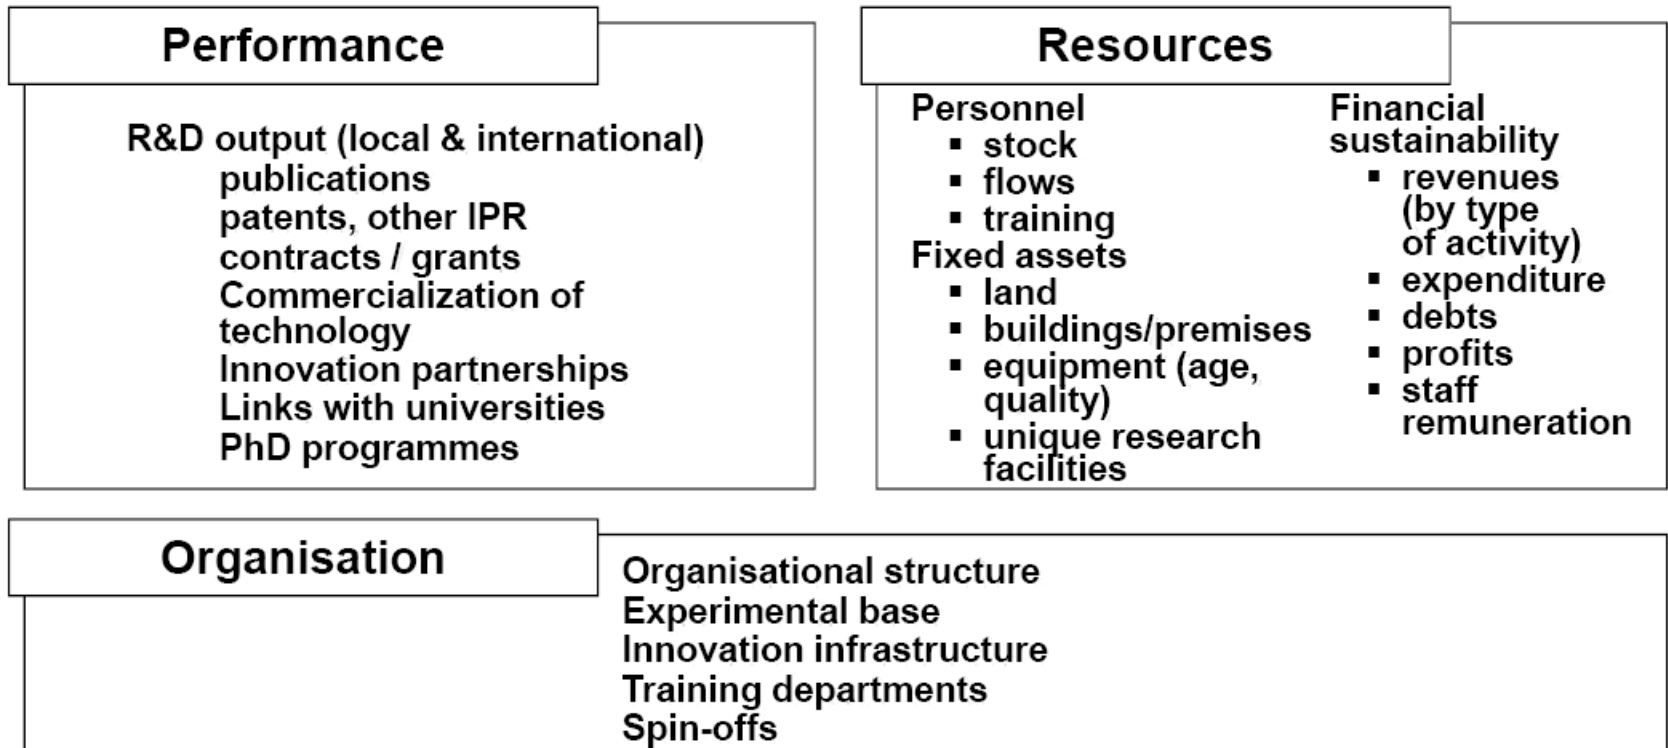 Performance
R&D output (local & international)
publications
patents, other IPR
contracts / grants
Commercialization of
technology
Innovation partnerships
Links with universities
PhD programmes
Resources
Personnel
▪ stock
▪ flows
▪ training
Fixed assets
▪ land
▪ buildings/premises
▪ equipment (age,
quality)
▪ unique research
facilities
Financial
sustainability
▪ revenues
(by type
of activity)
▪ expenditure
▪ debts
▪ profits
▪ staff
remuneration
Organisation
Organisational structure
Experimental base
Innovation infrastructure
Training departments
Spin-offs